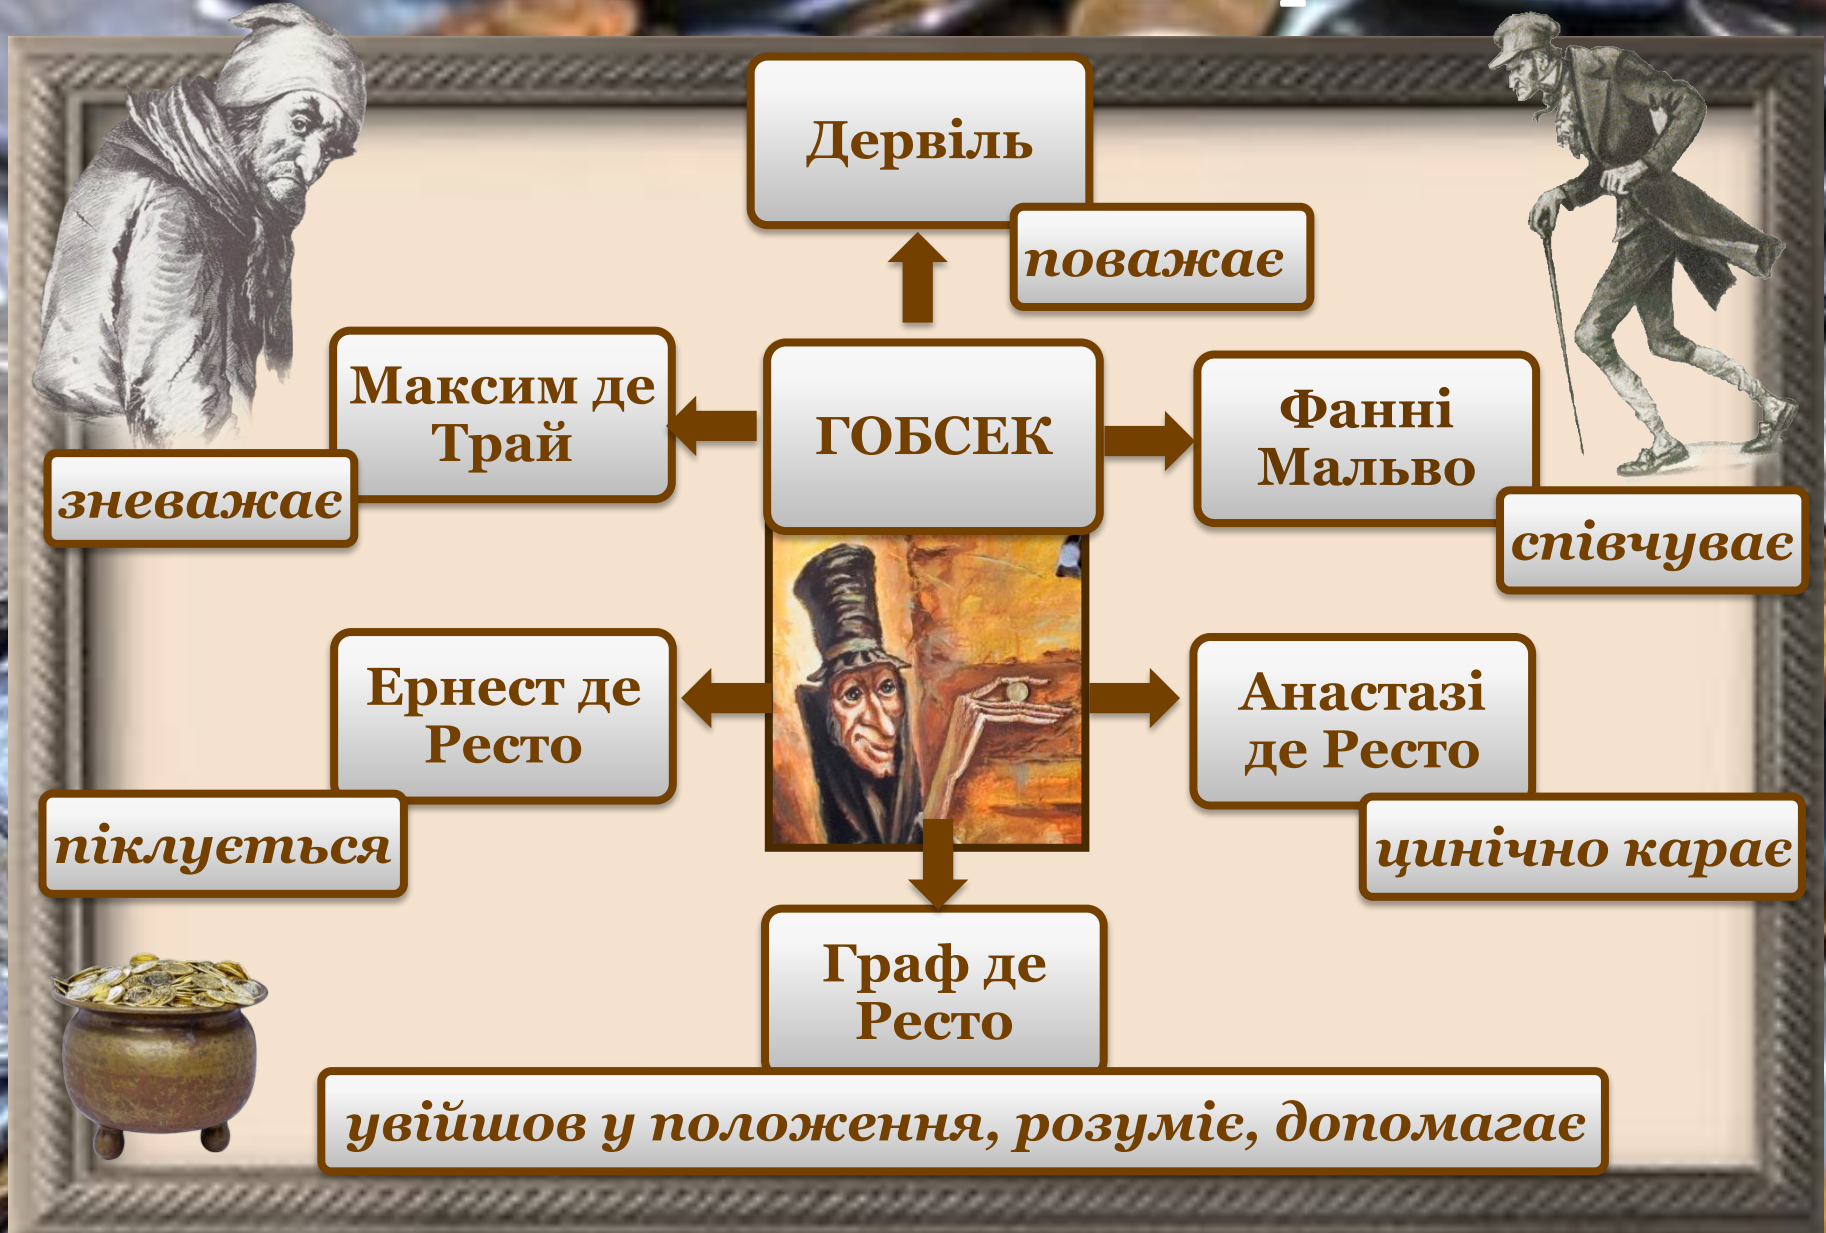 Дервіль
поважає
Максим де
Трай
зневажає
ГОБСЕК
Фанні
Мальво
співчуває
Ернест де
Ресто
піклується
Анастазі
де Ресто
цинічно карає
Граф де
Ресто
увійшов у положення, розуміє, допомагає